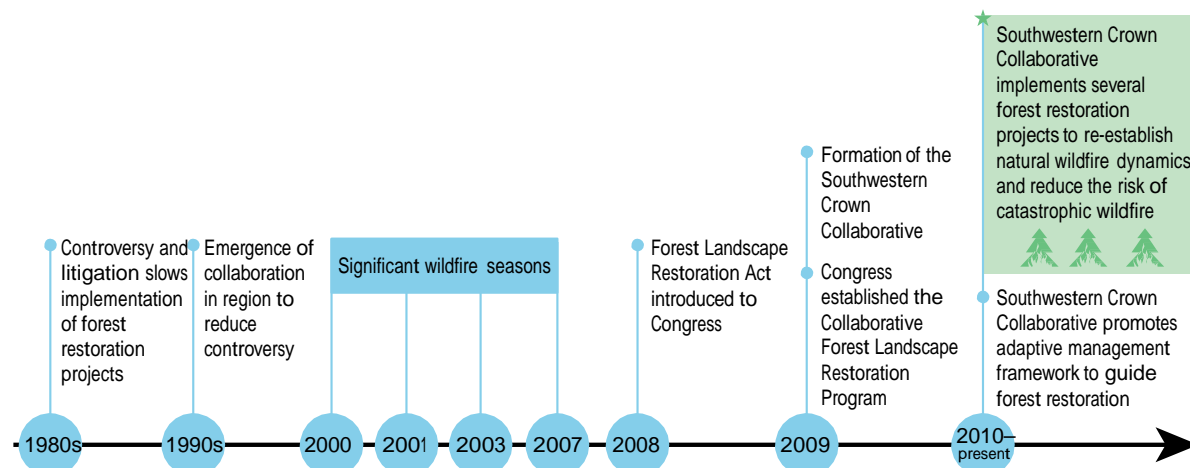 Controversy and
litigation slows
implementation
of forest
restoration
projects
Emergence of
collaboration
in region to
reduce
controversy
Significant wildfire seasons
Forest Landscape
Restoration Act
introduced to
Congress
Formation of the
Southwestern
Crown
Collaborative
Congress
established the
Collaborative
Forest Landscape
Restoration
Program
Southwestern Crown
Collaborative
implements several
forest restoration
projects to re-establish
natural wildfire dynamics
and reduce the risk of
catastrophic wildfire
Southwestern Crown
Collaborative promotes
adaptive management
framework to guide
forest restoration
1980s
1990s
2000
2001
2003
2007
2008
2009
2010–
present